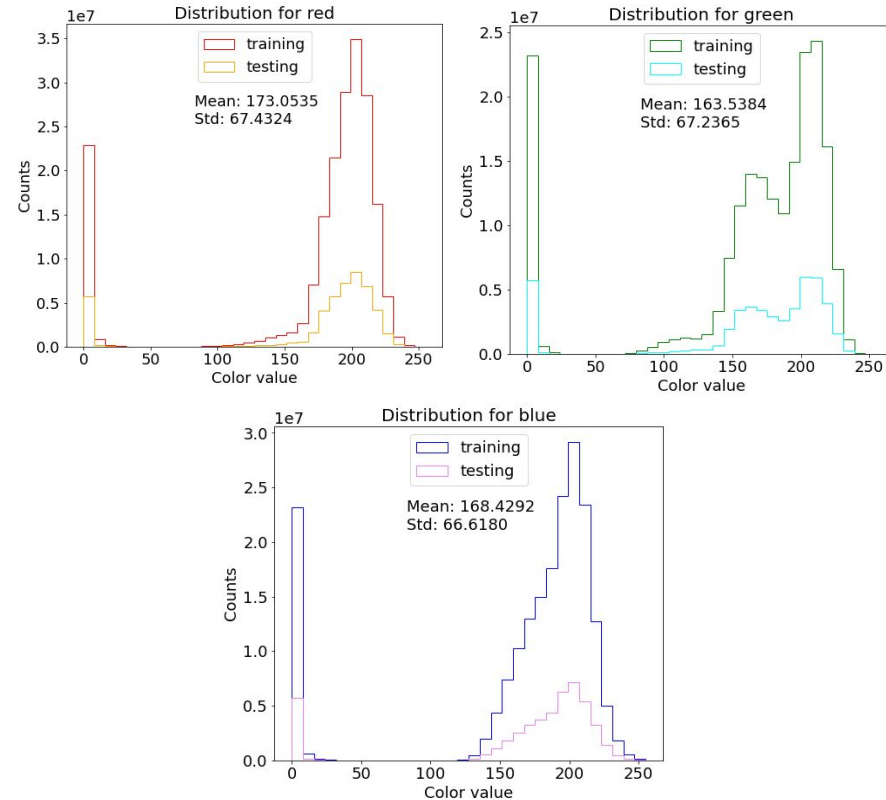 Distribution for red
1e7
training
testing
Mean: 173.0535
Std: 67.4324
Counts
3.5
3.0
2.5
2.0
1.5
1.0
0.5
0.0
0 50 100 150 200 250
Color value
Distribution for green
1e7
training
testing
Mean: 163.5384
Std: 67.2365
Counts
2.5
2.0
1.5
1.0
0.5
0.0
0 50 100 150 200 250
Color value
Distribution for blue
1e7
training
testing
Mean: 168.4292
Std: 66.6180
Counts
3.0
2.5
2.0
1.5
1.0
0.5
0.0
0 50 100 150 200 250
Color value